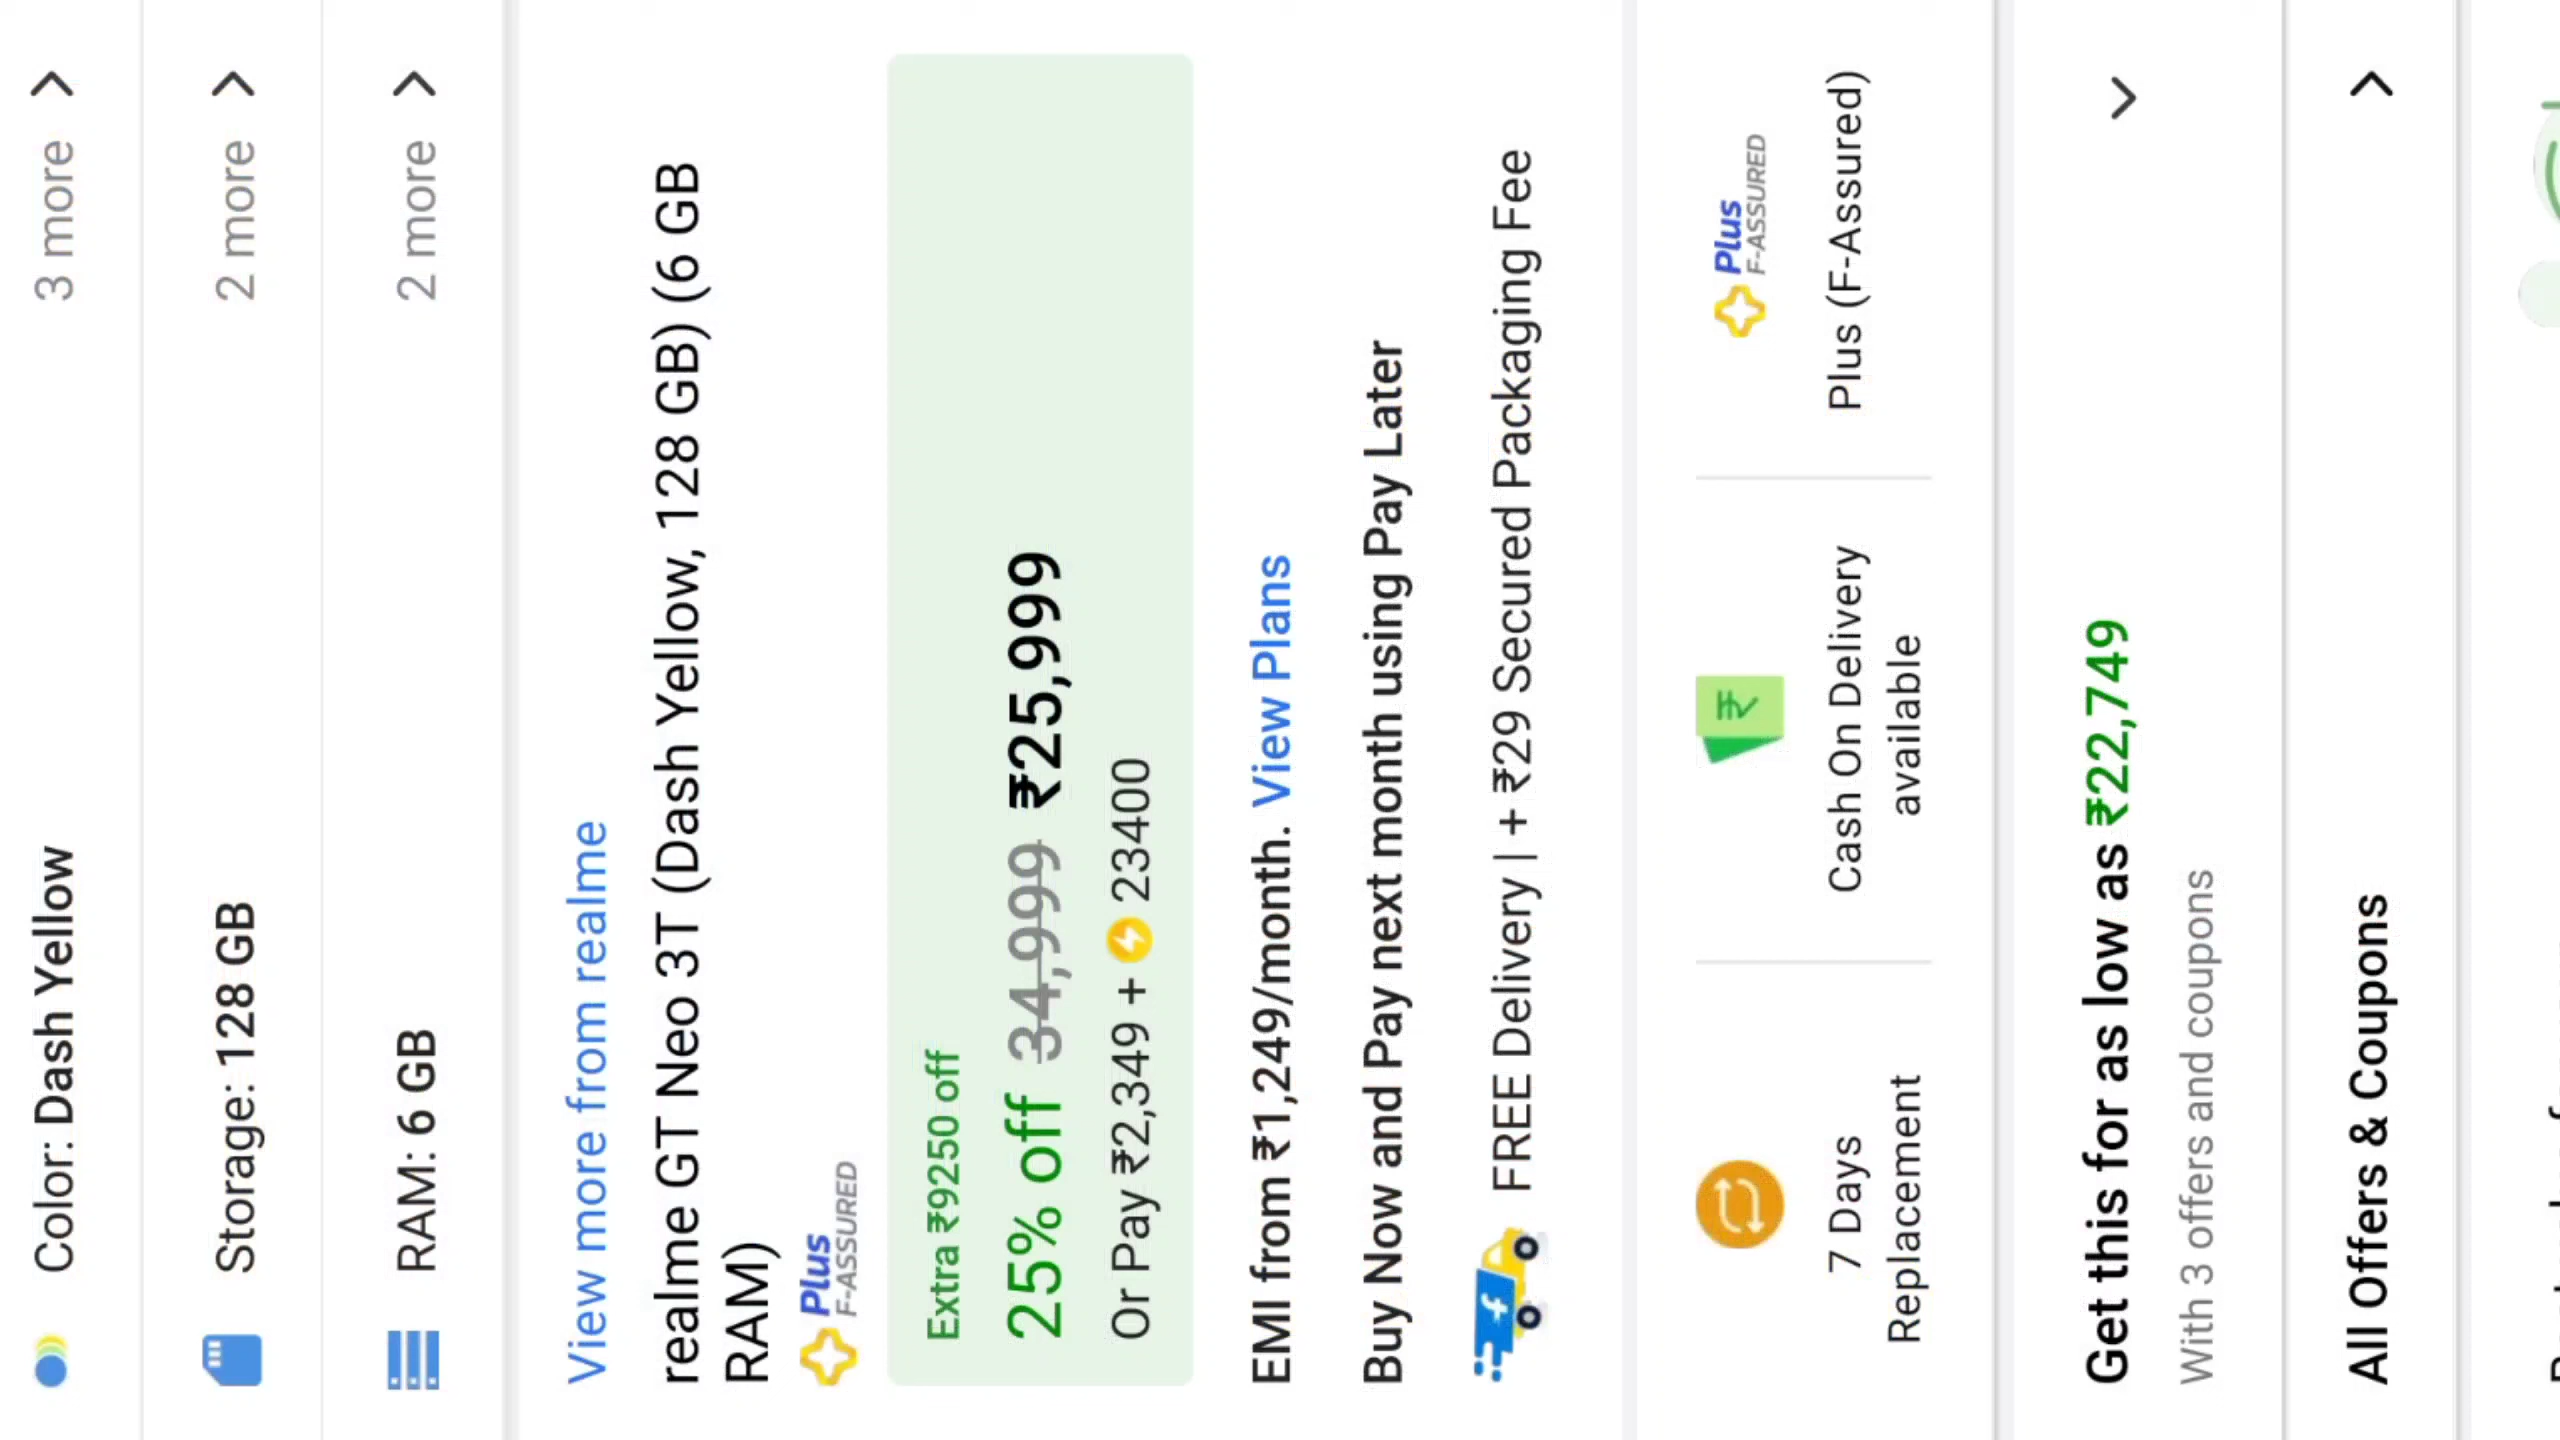 Color: Dash Yellow 3 more
Storage: 128 GB 2 more
RAM: 6 GB 2 more
View more from realme
realme GT Neo 3T (Dash Yellow, 128 GB) (6 GB
RAM)
Plus
F-ASSURED
Extra ₹9250 off
25% off 34,999 ₹25,999
Or Pay ₹2,349 + 23400
EMI from ₹1,249/month. View Plans
Buy Now and Pay next month using Pay Later
f FREE Delivery | + ₹29 Secured Packaging Fee
7 Days
Replacement
₹
Cash On Delivery
available
Plus
F-ASSURED
Plus (F-Assured)
Get this for as low as ₹22,749
With 3 offers and coupons
All Offers & Coupons